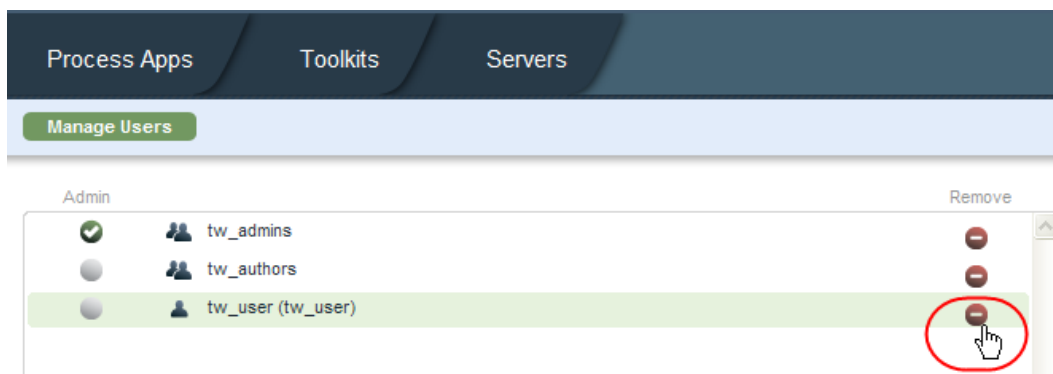 Process Apps Toolkits Servers
Manage Users
Admin Remove
tw_admins
tw_authors
tw_user (tw_user)